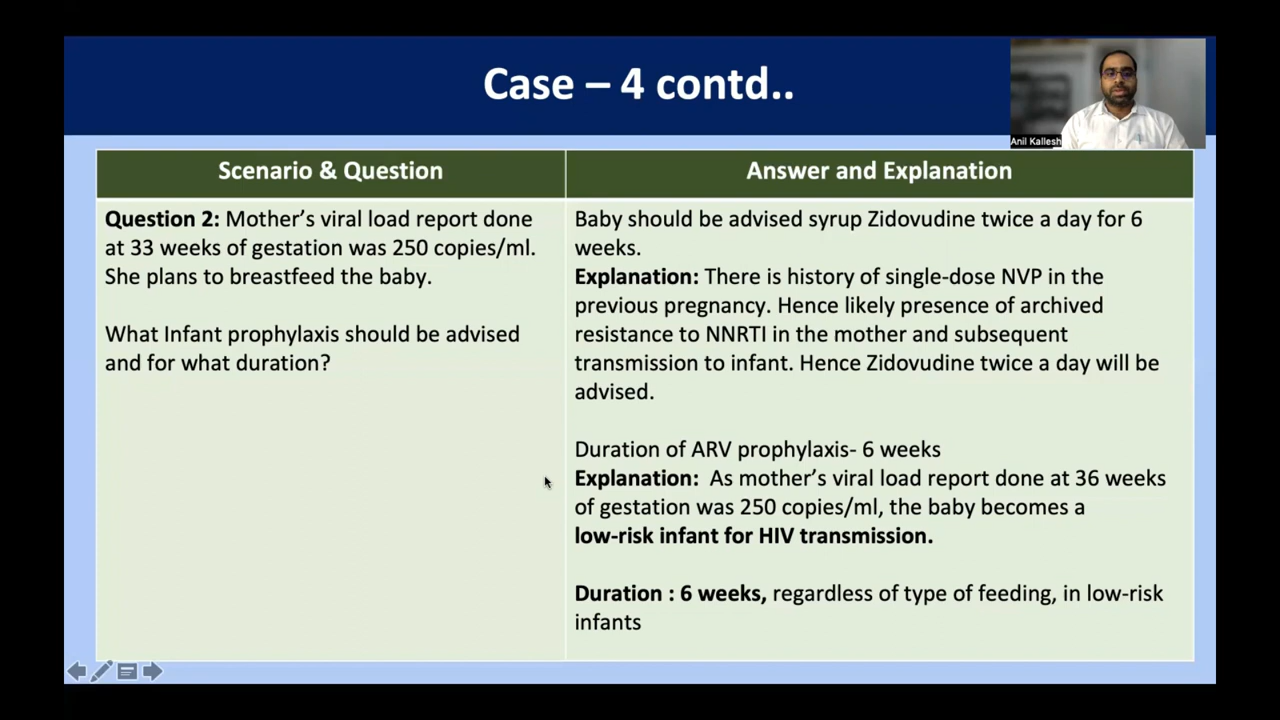 Case – 4 contd..
Anil Kallesh
Scenario & Question
Answer and Explanation
Question 2: Mother's viral load report done
at 33 weeks of gestation was 250 copies/ml.
She plans to breastfeed the baby.
What Infant prophylaxis should be advised
and for what duration?
Baby should be advised syrup Zidovudine twice a day for 6
weeks.
Explanation: There is history of single-dose NVP in the
previous pregnancy. Hence likely presence of archived
resistance to NNRTI in the mother and subsequent
transmission to infant. Hence Zidovudine twice a day will be
advised.
Duration of ARV prophylaxis- 6 weeks
Explanation: As mother's viral load report done at 36 weeks
of gestation was 250 copies/ml, the baby becomes a
low-risk infant for HIV transmission.
Duration : 6 weeks, regardless of type of feeding, in low-risk
infants